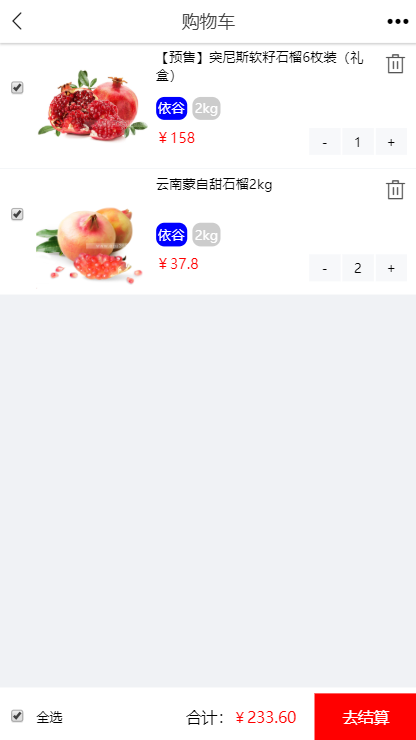 购物车
【预售】突尼斯软籽石榴6枚装（礼
盒）
依谷 2kg
￥158
- 1 +
云南蒙自甜石榴2kg
依谷 2kg
￥37.8
- 2 +
全选 合计：￥233.60 去结算